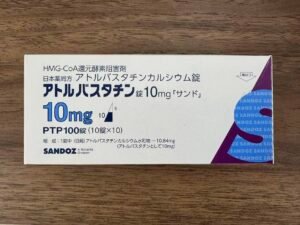 HMG-CoA還元酵素阻害剤
日本薬局方 アトルバスタチンカルシウム錠
アトルバスタチン錠10mg「サンド」
10mg
PTP100錠(10錠×10)
SANDOZ